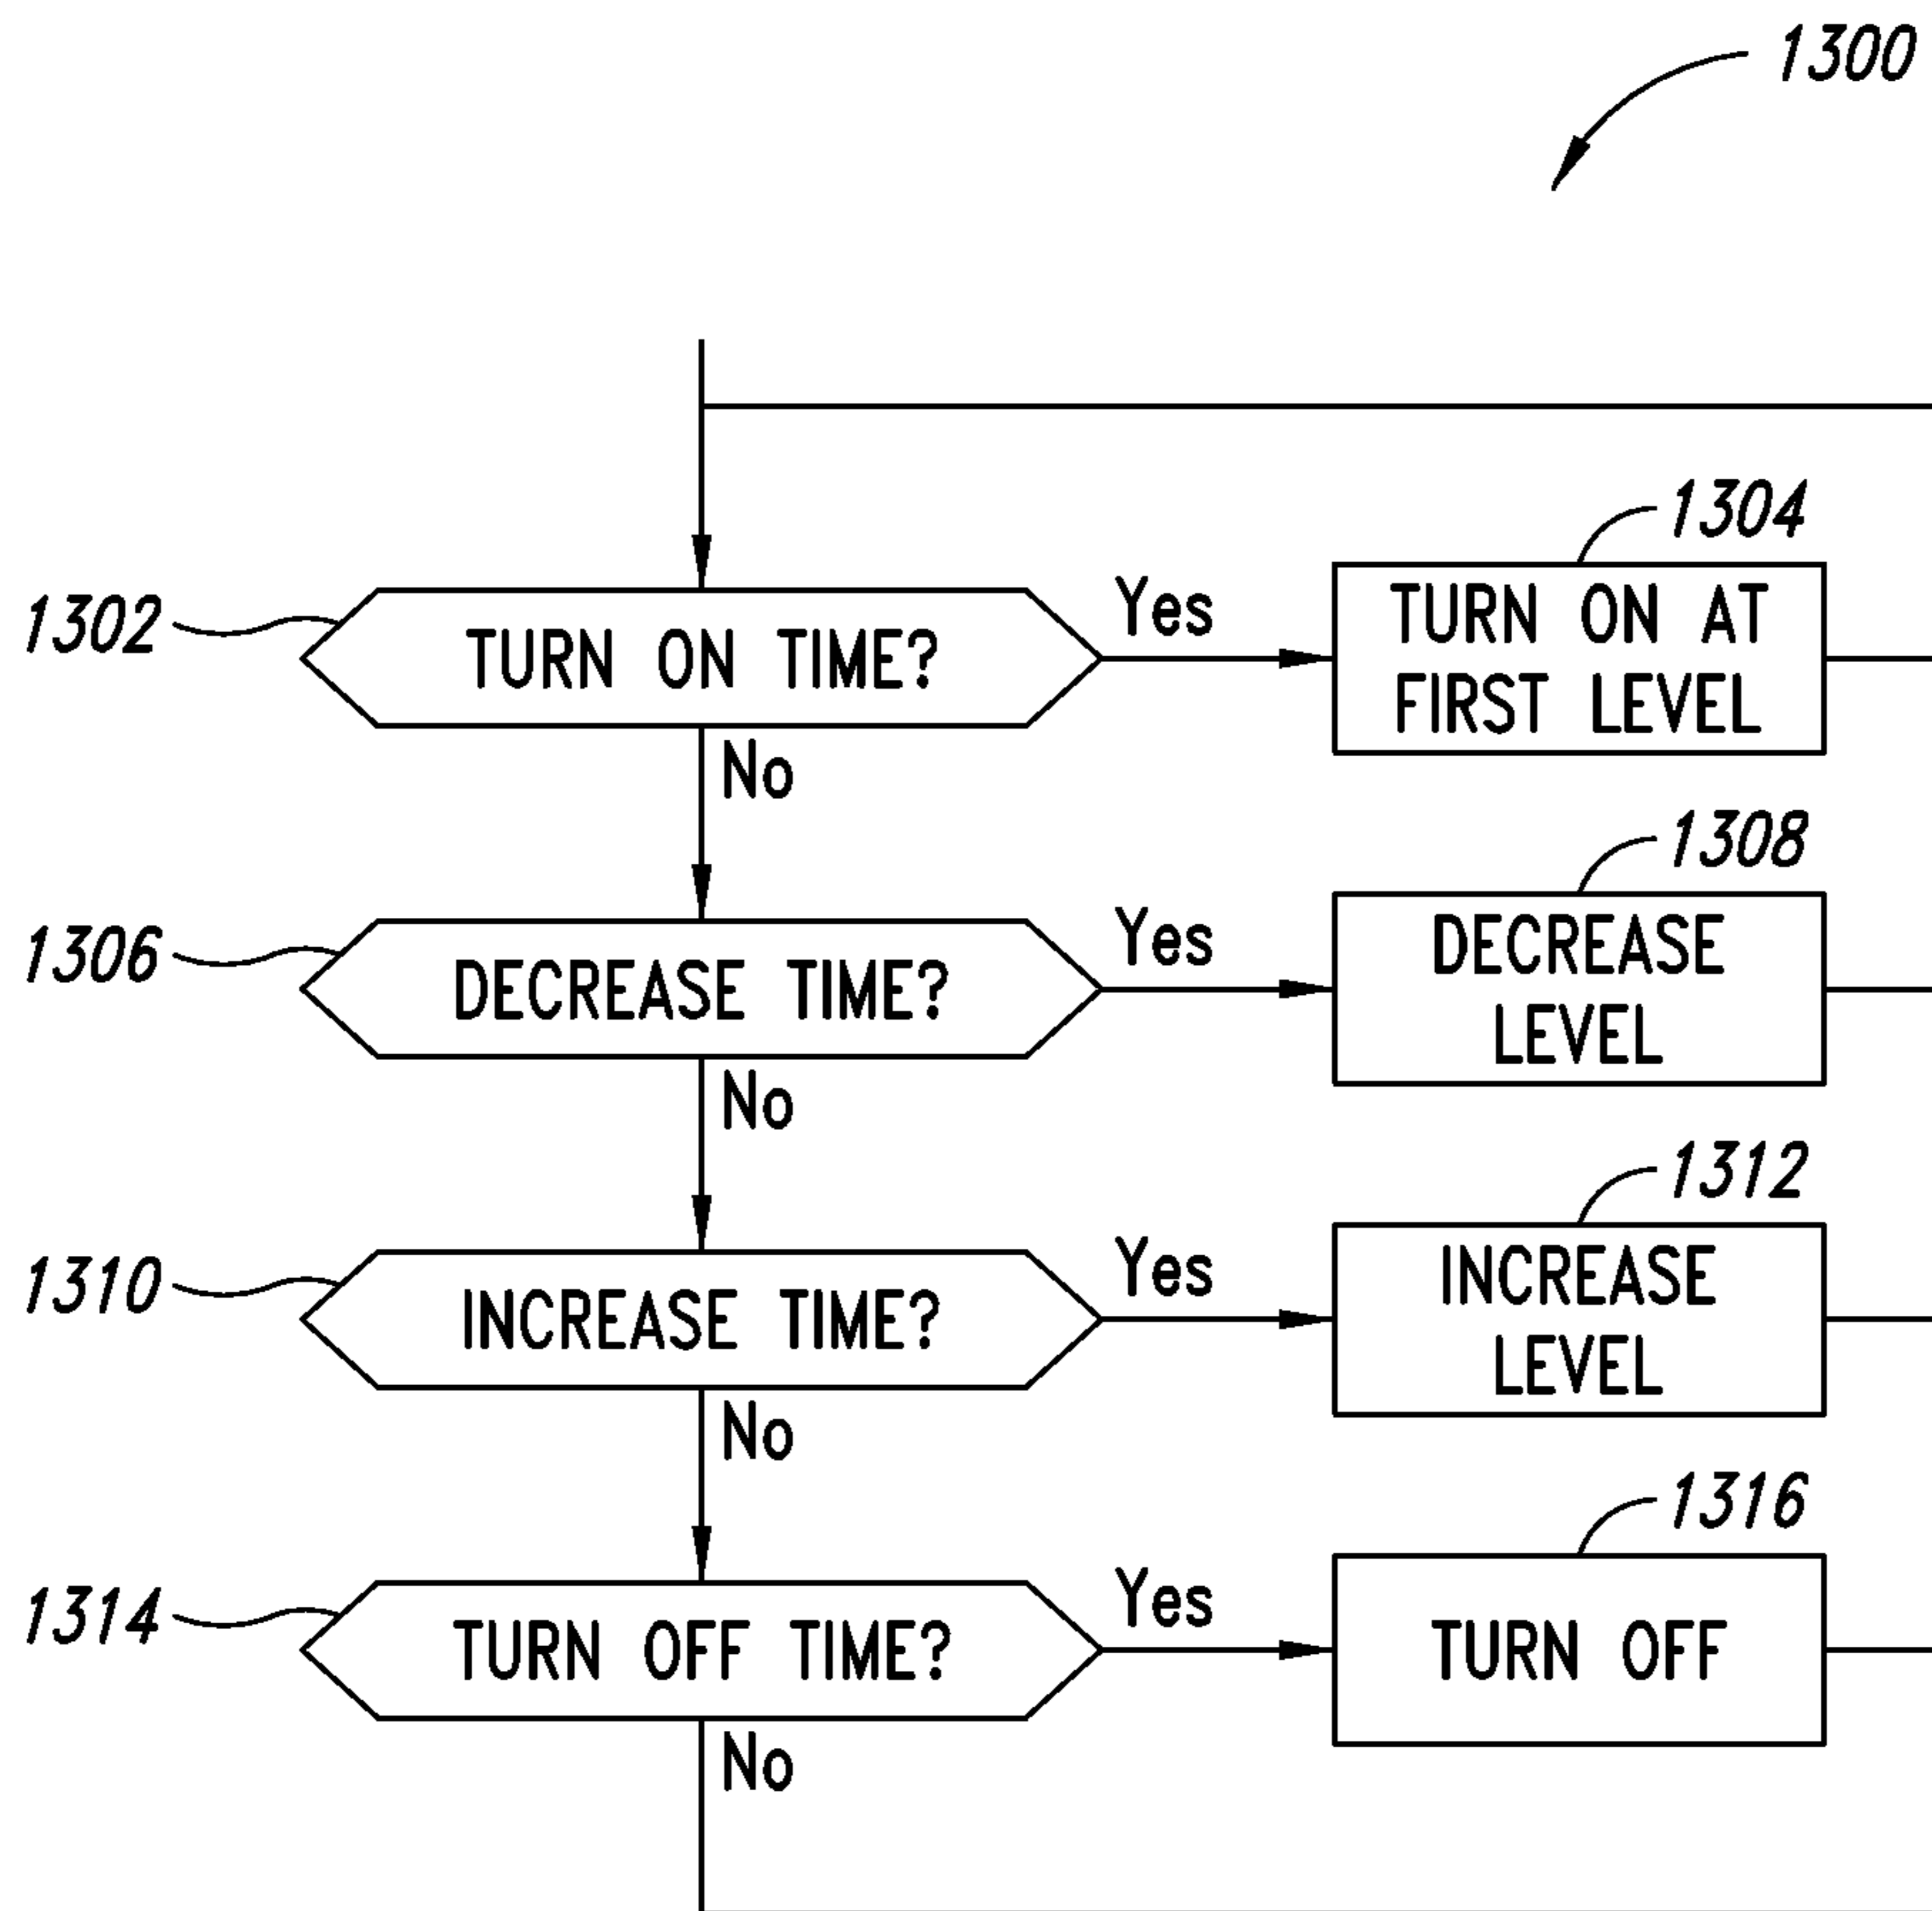 1300
1304
1302
TURN ON TIME?
Yes
TURN ON AT
FIRST LEVEL
No
1308
1306
DECREASE TIME?
Yes
DECREASE
LEVEL
No
1312
1310
INCREASE TIME?
Yes
INCREASE
LEVEL
No
1316
1314
TURN OFF TIME?
Yes
TURN OFF
No